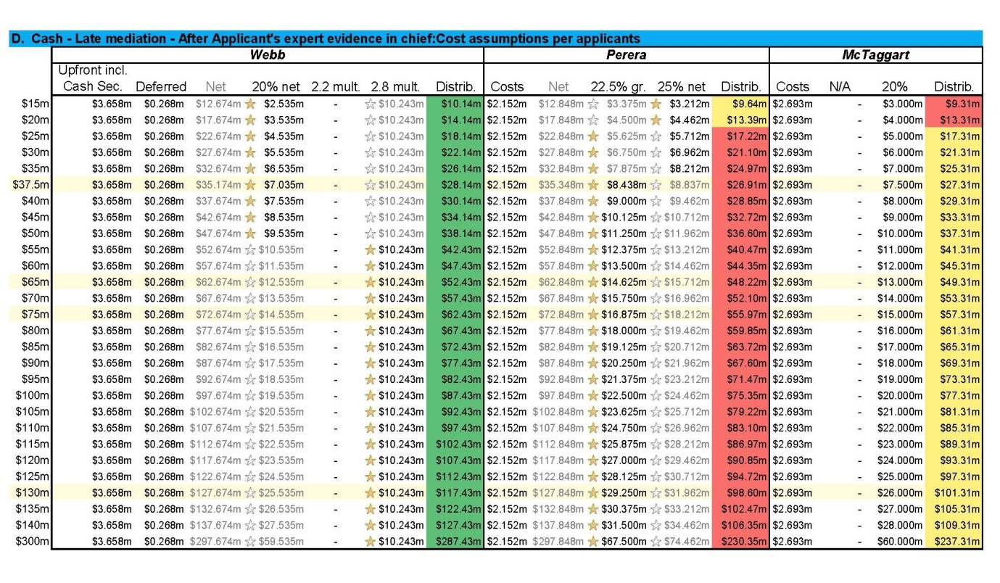 D. Cash - Late mediation - After Applicant's expert evidence in chief:Cost assumptions per applicants
Webb Perera McTaggart
Upfront incl.
Cash Sec. Deferred Net 20% net 2.2 mult. 2.8 mult. Distrib. Costs Net 22.5% gr. 25% net Distrib. Costs N/A 20% Distrib.
$15m $3.658m $0.268m $12.674m $2.535m - $10.243m $10.14m $2.152m $12.848m $3.375m $3.212m $9.64m $2.693m - $3.000m $9.31m
$20m $3.658m $0.268m $17.674m $3.535m - $10.243m $14.14m $2.152m $17.848m $4.500m $4.462m $13.39m $2.693m - $4.000m $13.31m
$25m $3.658m $0.268m $22.674m $4.535m - $10.243m $18.14m $2.152m $22.848m $5.625m $5.712m $17.22m $2.693m - $5.000m $17.31m
$30m $3.658m $0.268m $27.674m $5.535m - $10.243m $22.14m $2.152m $27.848m $6.750m $6.962m $21.10m $2.693m - $6.000m $21.31m
$35m $3.658m $0.268m $32.674m $6.535m - $10.243m $26.14m $2.152m $32.848m $7.875m $8.212m $24.97m $2.693m - $7.000m $25.31m
$37.5m $3.658m $0.268m $35.174m $7.035m - $10.243m $28.14m $2.152m $35.348m $8.438m $8.837m $26.91m $2.693m - $7.500m $27.31m
$40m $3.658m $0.268m $37.674m $7.535m - $10.243m $30.14m $2.152m $37.848m $9.000m $9.462m $28.85m $2.693m - $8.000m $29.31m
$45m $3.658m $0.268m $42.674m $8.535m - $10.243m $34.14m $2.152m $42.848m $10.125m $10.712m $32.72m $2.693m - $9.000m $33.31m
$50m $3.658m $0.268m $47.674m $9.535m - $10.243m $38.14m $2.152m $47.848m $11.250m $11.962m $36.60m $2.693m - $10.000m $37.31m
$55m $3.658m $0.268m $52.674m $10.535m - $10.243m $42.43m $2.152m $52.848m $12.375m $13.212m $40.47m $2.693m - $11.000m $41.31m
$60m $3.658m $0.268m $57.674m $11.535m - $10.243m $47.43m $2.152m $57.848m $13.500m $14.462m $44.35m $2.693m - $12.000m $45.31m
$65m $3.658m $0.268m $62.674m $12.535m - $10.243m $52.43m $2.152m $62.848m $14.625m $15.712m $48.22m $2.693m - $13.000m $49.31m
$70m $3.658m $0.268m $67.674m $13.535m - $10.243m $57.43m $2.152m $67.848m $15.750m $16.962m $52.10m $2.693m - $14.000m $53.31m
$75m $3.658m $0.268m $72.674m $14.535m - $10.243m $62.43m $2.152m $72.848m $16.875m $18.212m $55.97m $2.693m - $15.000m $57.31m
$80m $3.658m $0.268m $77.674m $15.535m - $10.243m $67.43m $2.152m $77.848m $18.000m $19.462m $59.85m $2.693m - $16.000m $61.31m
$85m $3.658m $0.268m $82.674m $16.535m - $10.243m $72.43m $2.152m $82.848m $19.125m $20.712m $63.72m $2.693m - $17.000m $65.31m
$90m $3.658m $0.268m $87.674m $17.535m - $10.243m $77.43m $2.152m $87.848m $20.250m $21.962m $67.60m $2.693m - $18.000m $69.31m
$95m $3.658m $0.268m $92.674m $18.535m - $10.243m $82.43m $2.152m $92.848m $21.375m $23.212m $71.47m $2.693m - $19.000m $73.31m
$100m $3.658m $0.268m $97.674m $19.535m - $10.243m $87.43m $2.152m $97.848m $22.500m $24.462m $75.35m $2.693m - $20.000m $77.31m
$105m $3.658m $0.268m $102.674m $20.535m - $10.243m $92.43m $2.152m $102.848m $23.625m $25.712m $79.22m $2.693m - $21.000m $81.31m
$110m $3.658m $0.268m $107.674m $21.535m - $10.243m $97.43m $2.152m $107.848m $24.750m $26.962m $83.10m $2.693m - $22.000m $85.31m
$115m $3.658m $0.268m $112.674m $22.535m - $10.243m $102.43m $2.152m $112.848m $25.875m $28.212m $86.97m $2.693m - $23.000m $89.31m
$120m $3.658m $0.268m $117.674m $23.535m - $10.243m $107.43m $2.152m $117.848m $27.000m $29.462m $90.85m $2.693m - $24.000m $93.31m
$125m $3.658m $0.268m $122.674m $24.535m - $10.243m $112.43m $2.152m $122.848m $28.125m $30.712m $94.72m $2.693m - $25.000m $97.31m
$130m $3.658m $0.268m $127.674m $25.535m - $10.243m $117.43m $2.152m $127.848m $29.250m $31.962m $98.60m $2.693m - $26.000m $101.31m
$135m $3.658m $0.268m $132.674m $26.535m - $10.243m $122.43m $2.152m $132.848m $30.375m $33.212m $102.47m $2.693m - $27.000m $105.31m
$140m $3.658m $0.268m $137.674m $27.535m - $10.243m $127.43m $2.152m $137.848m $31.500m $34.462m $106.35m $2.693m - $28.000m $109.31m
$300m $3.658m $0.268m $297.674m $59.535m - $10.243m $287.43m $2.152m $297.848m $67.500m $74.462m $230.35m $2.693m - $60.000m $237.31m